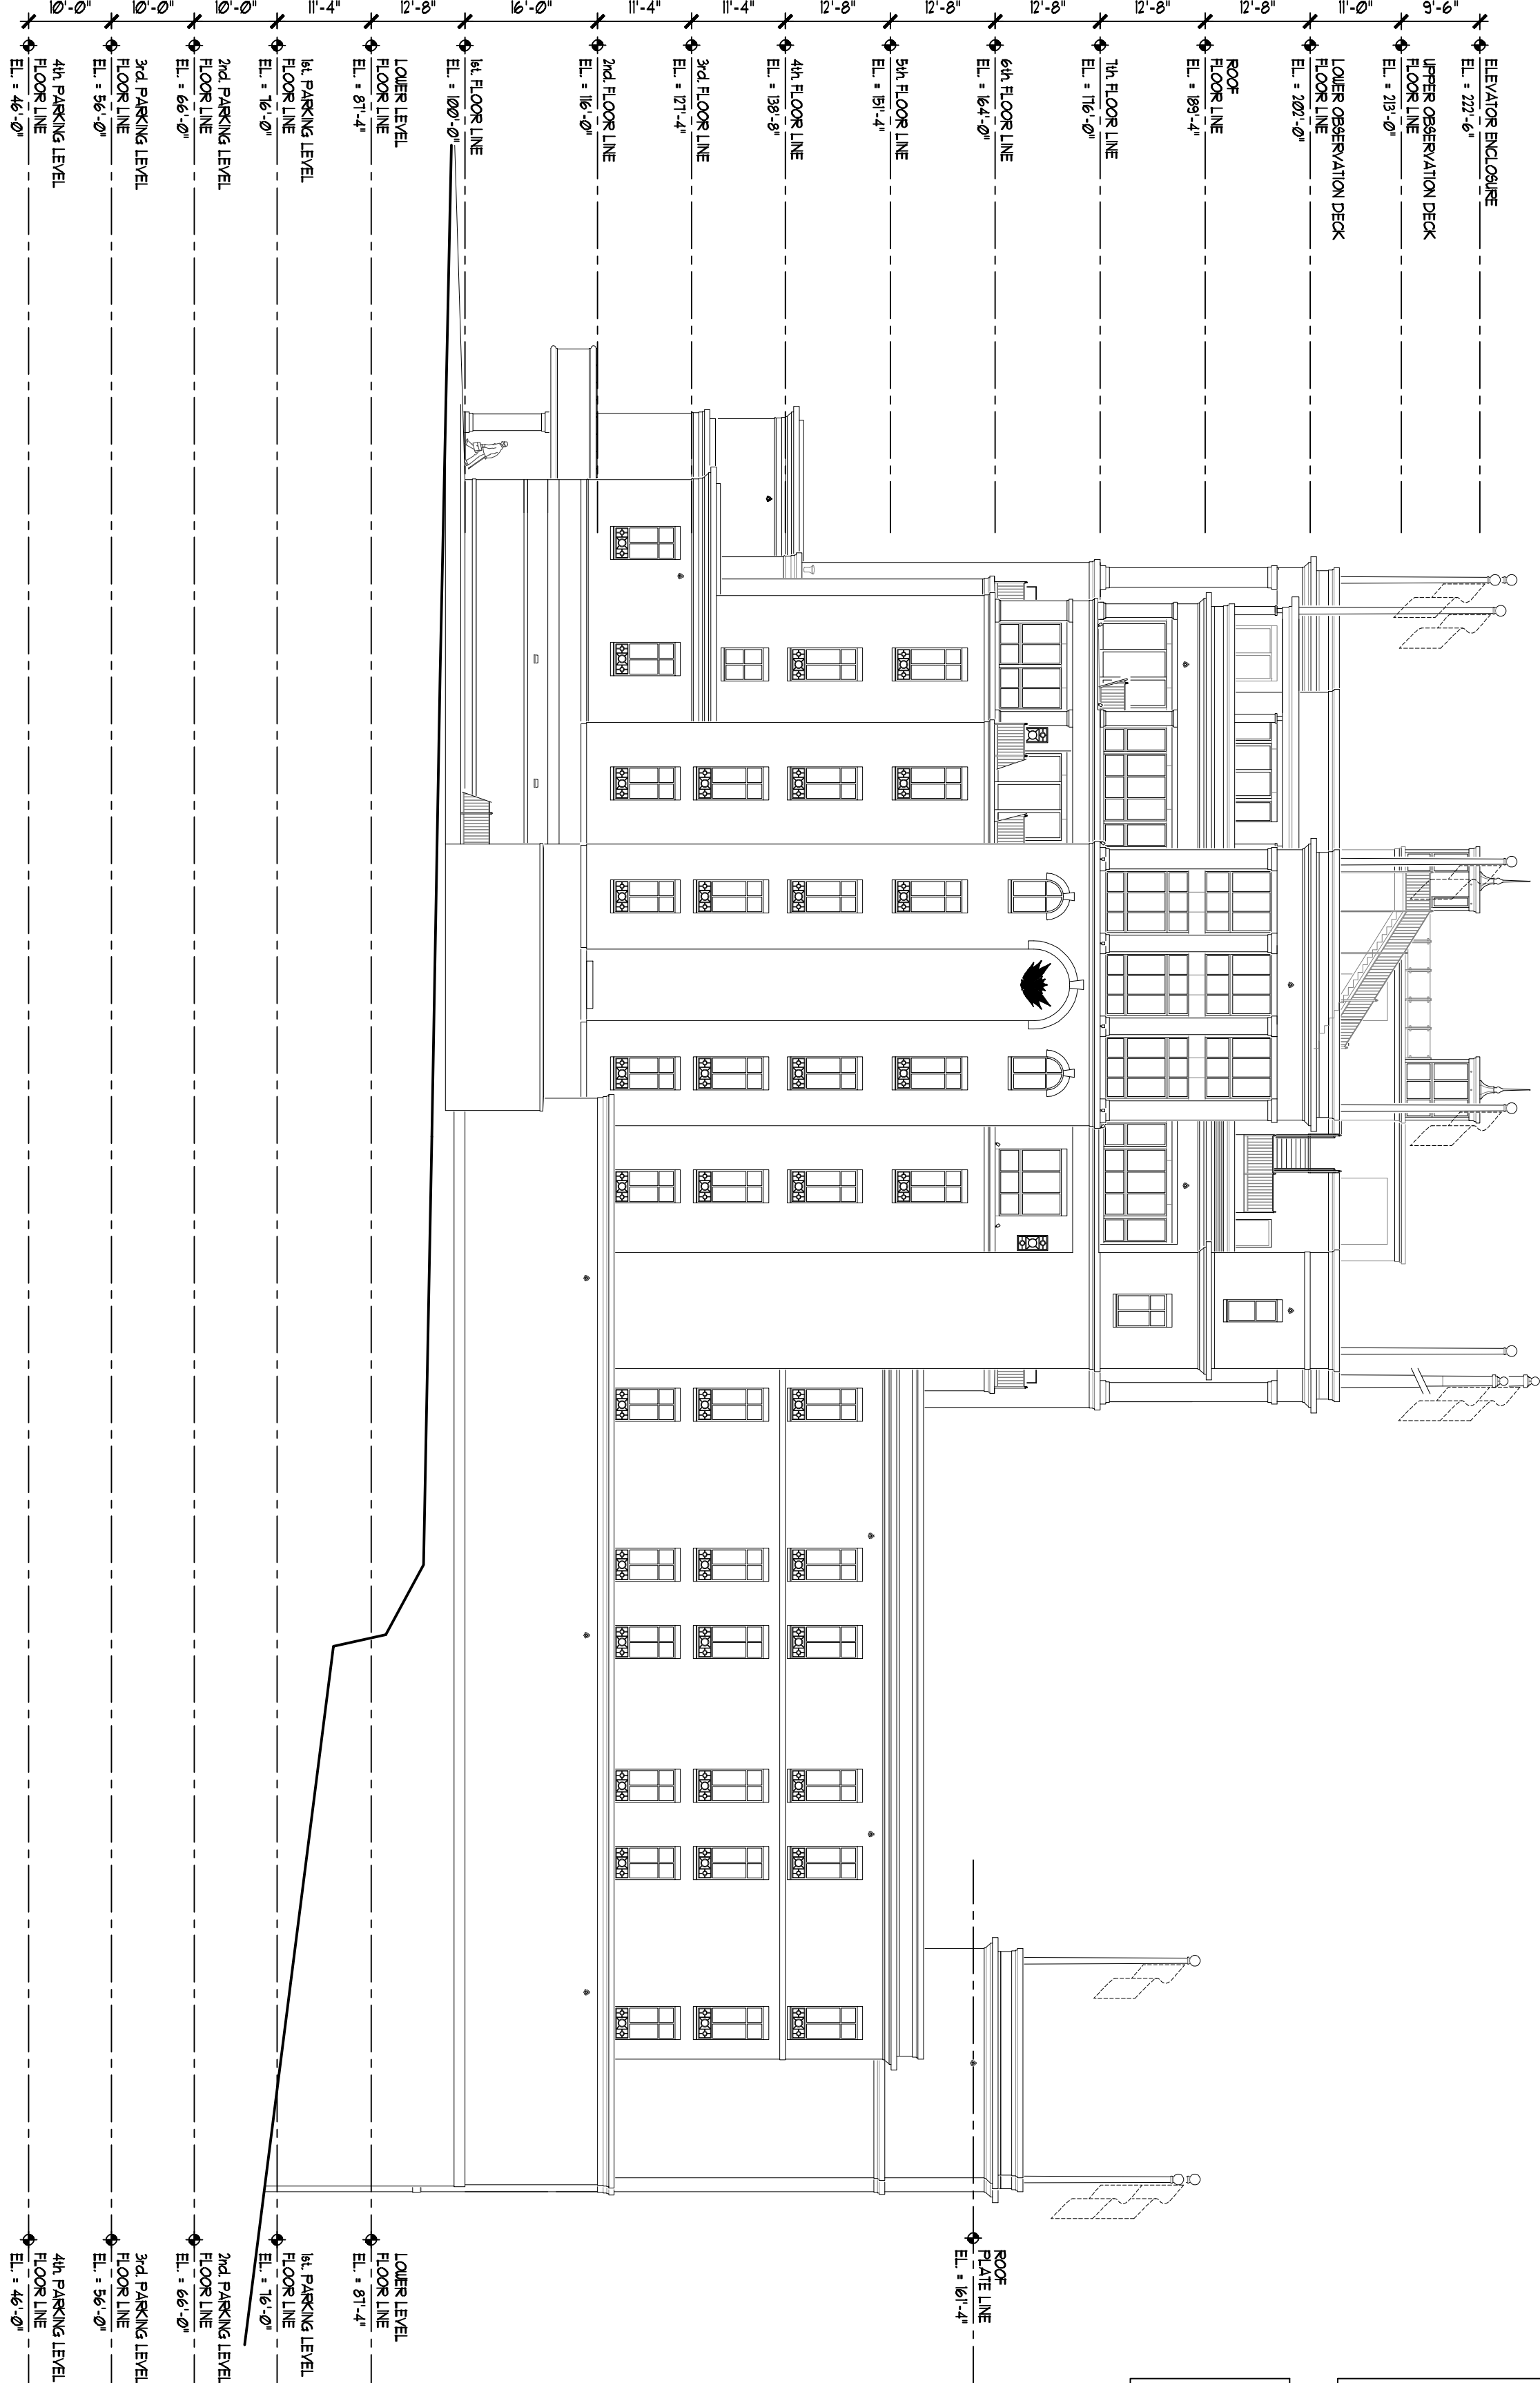 ELEVATOR ENCLOSURE
EL. = 222'-6"
9'-6"
UPPER OBSERVATION DECK
FLOOR LINE
EL. = 213'-0"
11'-0"
LOWER OBSERVATION DECK
FLOOR LINE
EL. = 202'-0"
12'-8"
ROOF
FLOOR LINE
EL. = 189'-4"
12'-8"
7th FLOOR LINE
EL. = 176'-0"
12'-8"
6th FLOOR LINE
EL. = 164'-0"
12'-8"
5th FLOOR LINE
EL. = 151'-4"
12'-8"
4th FLOOR LINE
EL. = 138'-8"
11'-4"
3rd. FLOOR LINE
EL. = 127'-4"
11'-4"
2nd. FLOOR LINE
EL. = 116'-0"
16'-0"
1st. FLOOR LINE
EL. = 100'-0"
12'-8"
LOWER LEVEL
FLOOR LINE
EL. = 87'-4"
11'-4"
1st. PARKING LEVEL
FLOOR LINE
EL. = 76'-0"
10'-0"
2nd. PARKING LEVEL
FLOOR LINE
EL. = 66'-0"
10'-0"
3rd. PARKING LEVEL
FLOOR LINE
EL. = 56'-0"
10'-0"
4th PARKING LEVEL
FLOOR LINE
EL. = 46'-0"
ROOF
PLATE LINE
EL. = 161'-4"
LOWER LEVEL
FLOOR LINE
EL. = 87'-4"
1st. PARKING LEVEL
FLOOR LINE
EL. = 76'-0"
2nd. PARKING LEVEL
FLOOR LINE
EL. = 66'-0"
3rd. PARKING LEVEL
FLOOR LINE
EL. = 56'-0"
4th PARKING LEVEL
FLOOR LINE
EL. = 46'-0"